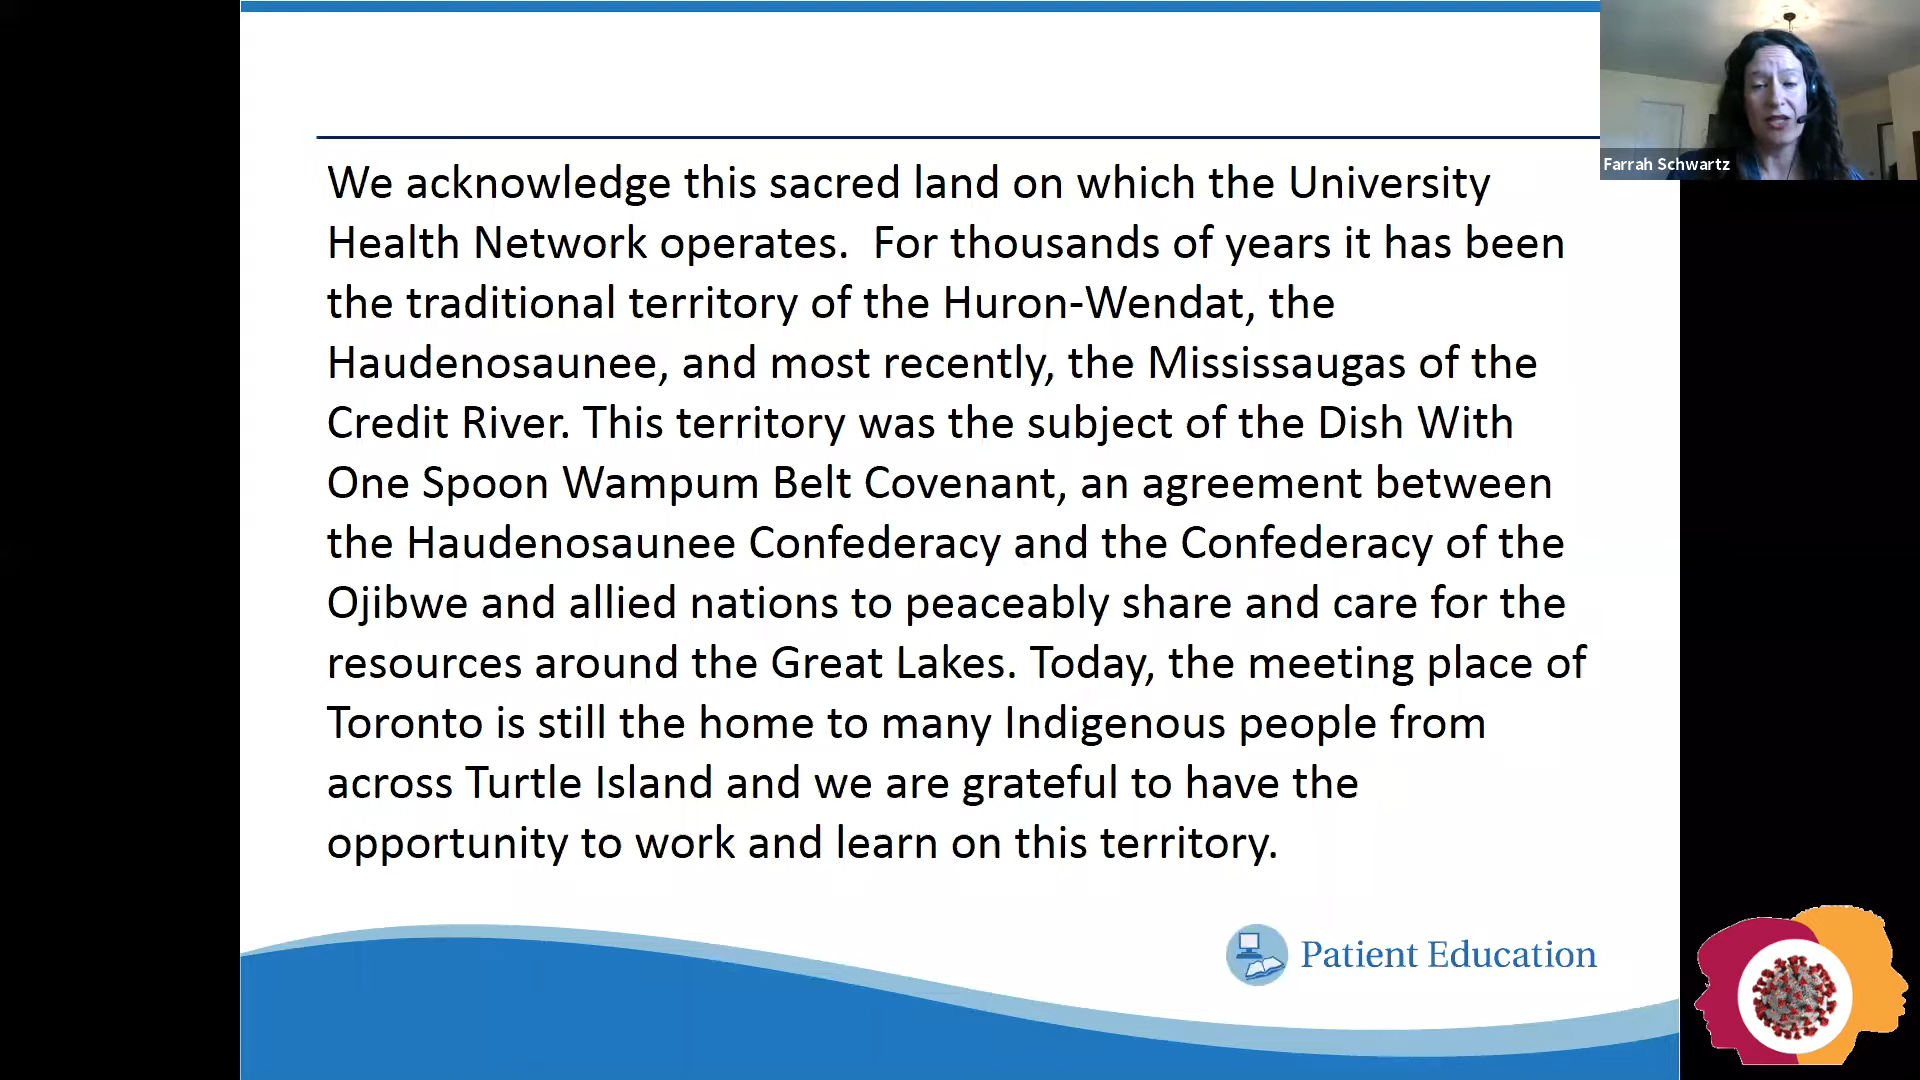 We acknowledge this sacred land on which the University
Health Network operates.  For thousands of years it has been
the traditional territory of the Huron-Wendat, the
Haudenosaunee, and most recently, the Mississaugas of the
Credit River. This territory was the subject of the Dish With
One Spoon Wampum Belt Covenant, an agreement between
the Haudenosaunee Confederacy and the Confederacy of the
Ojibwe and allied nations to peaceably share and care for the
resources around the Great Lakes. Today, the meeting place of
Toronto is still the home to many Indigenous people from
across Turtle Island and we are grateful to have the
opportunity to work and learn on this territory.
Patient Education
Farrah Schwartz